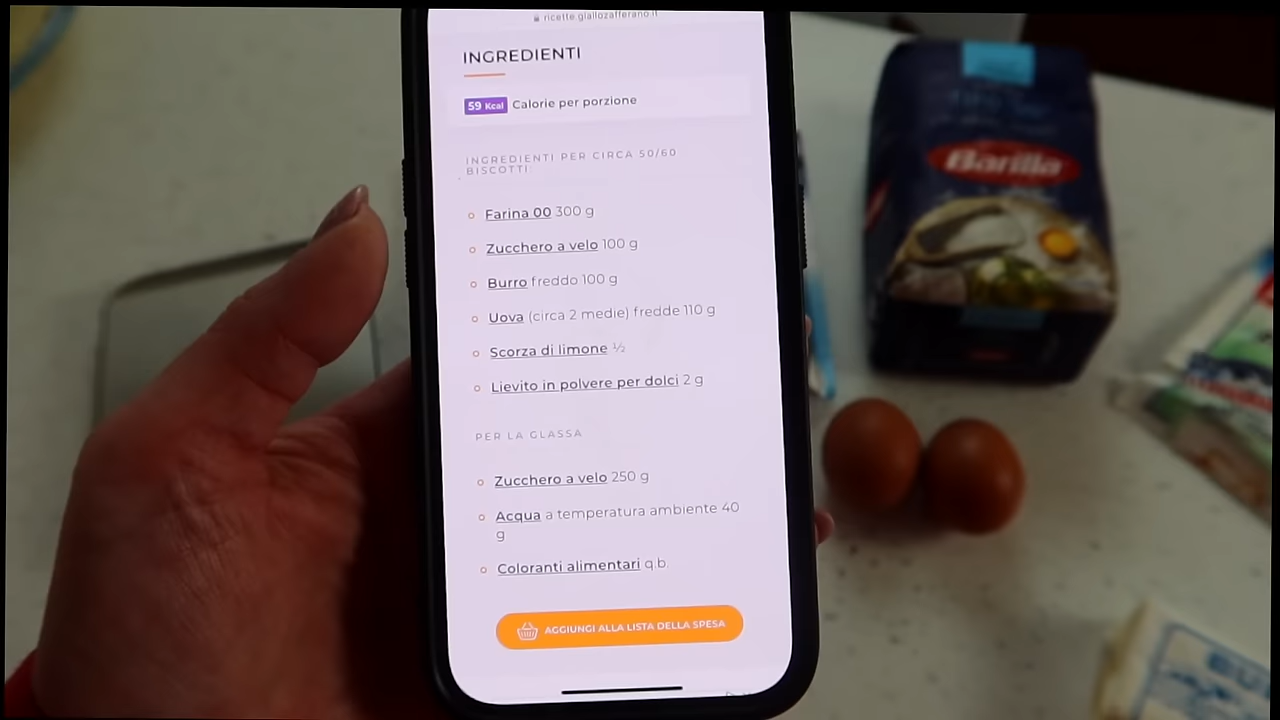 ricette.giallozafferano.it
INGREDIENTI
59 Kcal Calorie per porzione
INGREDIENTI PER CIRCA 50/60
BISCOTTI
Farina 00 300 g
Zucchero a velo 100 g
Burro freddo 100 g
Uova (circa 2 medie) fredde 110 g
Scorza di limone ½
Lievito in polvere per dolci 2 g
PER LA GLASSA
Zucchero a velo 250 g
Acqua a temperatura ambiente 40
g
Coloranti alimentari q.b.
AGGIUNGI ALLA LISTA DELLA SPESA
Barilla